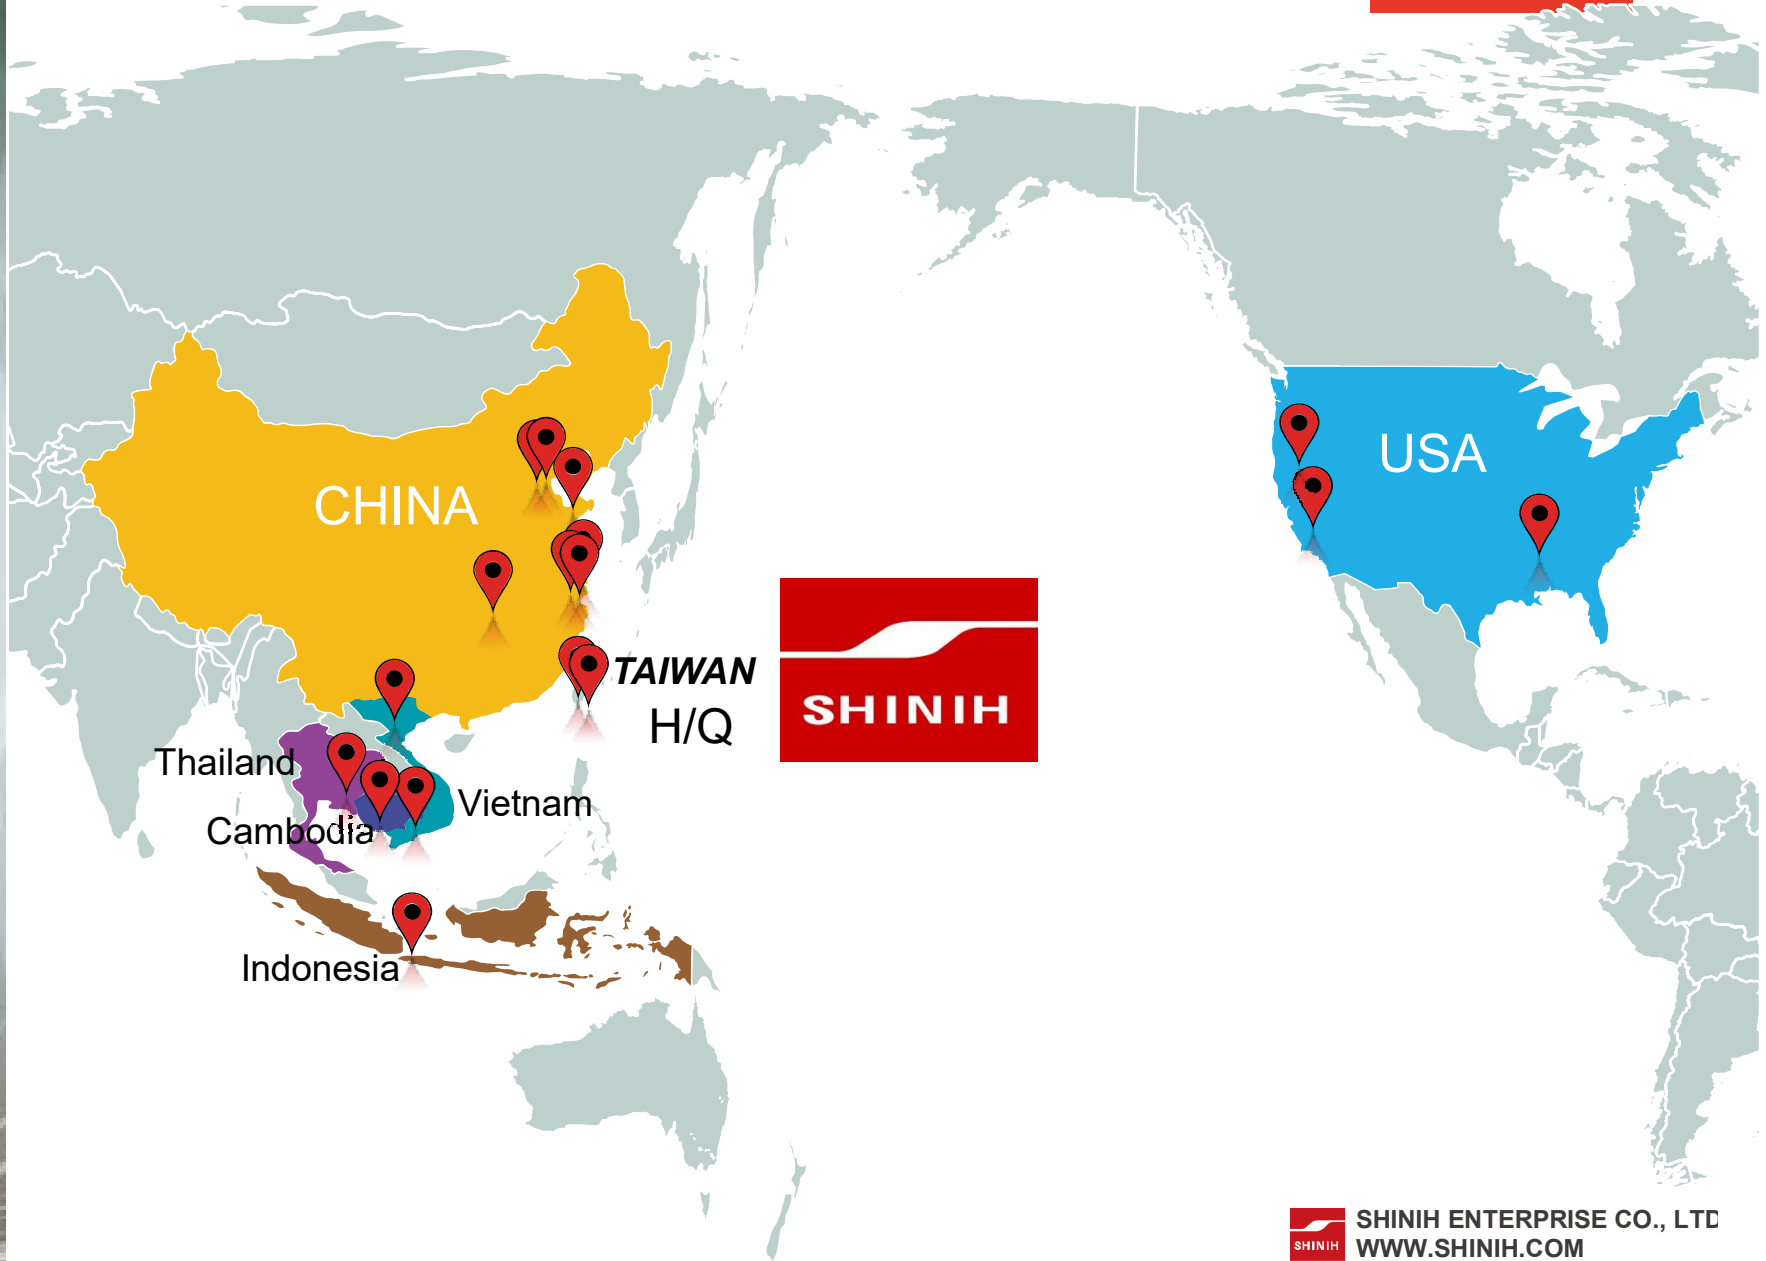 USA
CHINA
TAIWAN
H/Q
SHINIH
Thailand
Vietnam
Cambodia
Indonesia
SHINIH
SHINIH ENTERPRISE CO., LTD
WWW.SHINIH.COM